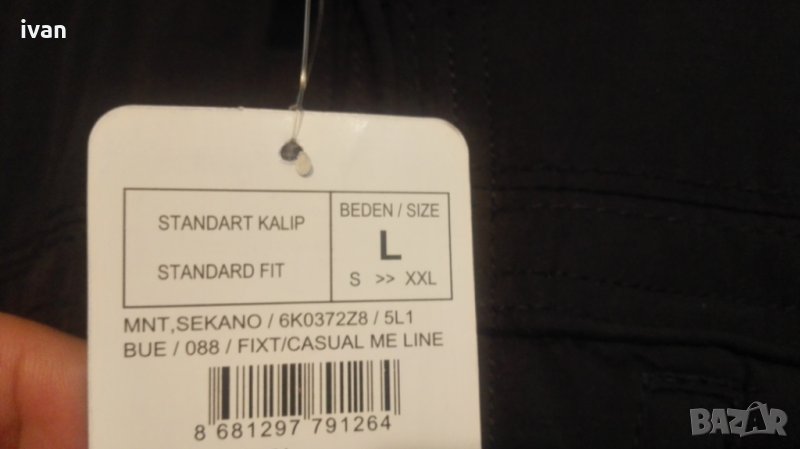 ivan
STANDART KALIP
STANDARD FIT
BEDEN / SIZE
L
S >> XXL
MNT,SEKANO / 6K0372Z8 / 5L1
BUE / 088 / FIXT/CASUAL ME LINE
8 681297 791264
BAZAR